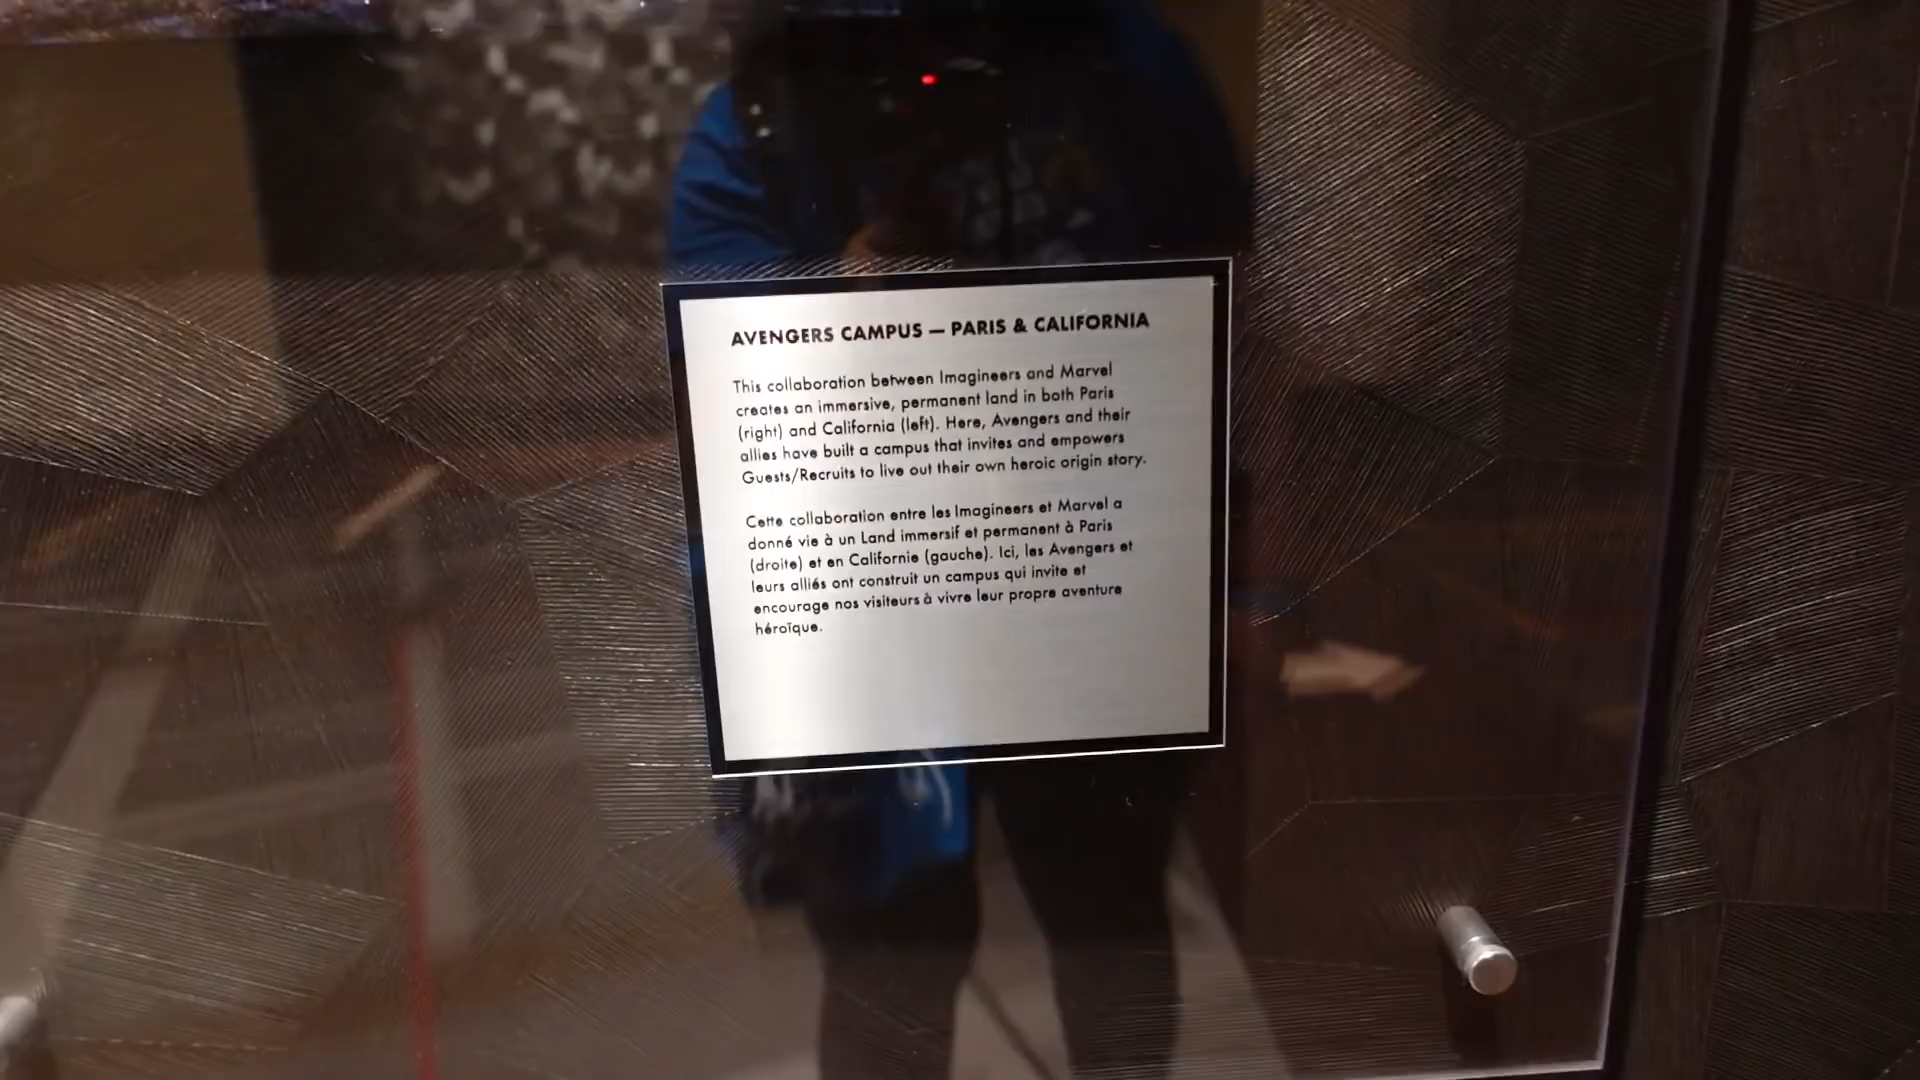 AVENGERS CAMPUS — PARIS & CALIFORNIA
This collaboration between Imagineers and Marvel
creates an immersive, permanent land in both Paris
(right) and California (left). Here, Avengers and their
allies have built a campus that invites and empowers
Guests/Recruits to live out their own heroic origin story.
Cette collaboration entre les Imagineers et Marvel a
donné vie à un Land immersif et permanent à Paris
(droite) et en Californie (gauche). Ici, les Avengers et
leurs alliés ont construit un campus qui invite et
encourage nos visiteurs à vivre leur propre aventure
héroïque.